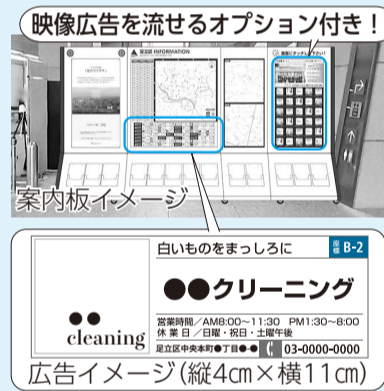 映像広告を流せるオプション付き！
足立区 INFORMATION
案内板イメージ
白いものをまっしろに
座標 B-2
●●クリーニング
●●
cleaning
営業時間／AM8:00〜11:30 PM1:30〜8:00
休業日／日曜・祝日・土曜午後
足立区中央本町●丁目●-●
03-0000-0000
広告イメージ(縦4cm×横11cm)